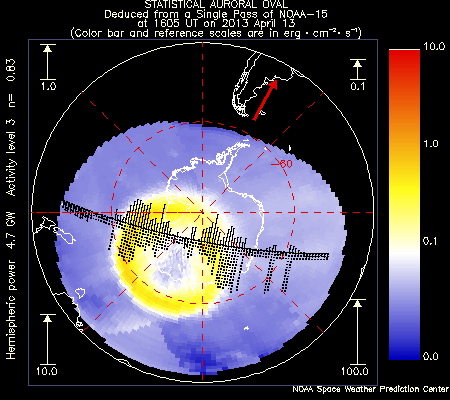 STATISTICAL AURORAL OVAL
Deduced from a Single Pass of NOAA-15
at 1605 UT on 2013 April 13
(Color bar and reference scales are in erg·cm⁻²·s⁻¹)
Hemispheric power 4.7 GW Activity level 3 n= 0.83
1.0
0.1
10.0
100.0
-60
10.0
1.0
0.1
0.0
NOAA Space Weather Prediction Center